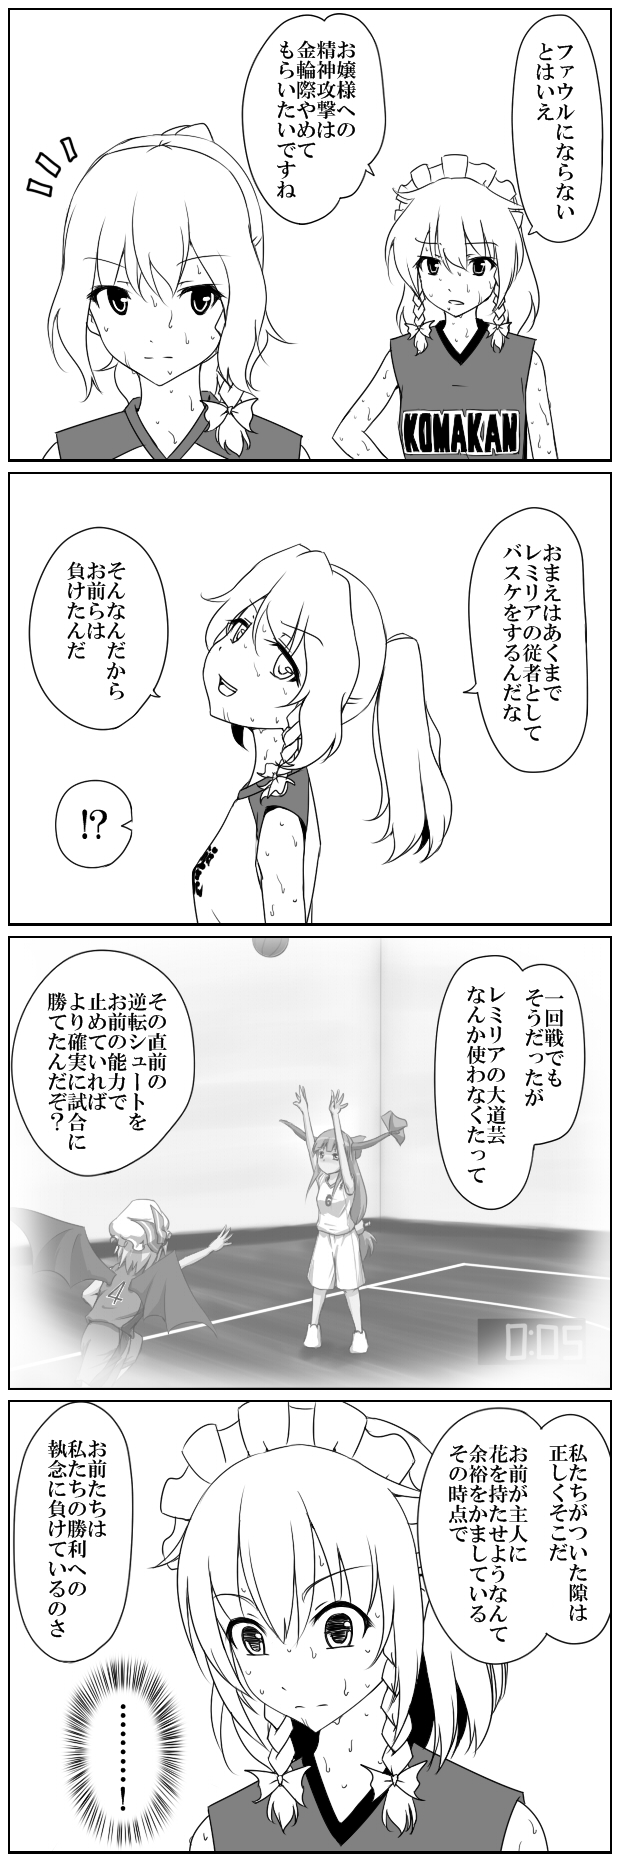 ファウルにならない
とはいえ
お嬢様への
精神攻撃は
金輪際やめて
もらいたいですね
KOMAKAN
おまえはあくまで
レミリアの従者として
バスケをするんだな
そんなんだから
お前らは
負けたんだ
!?
一回戦でも
そうだったが
レミリアの大道芸
なんか使わなくたって
その直前の
逆転シュートを
お前の能力で
止めていれば
より確実に試合に
勝てたんだぞ？
6
4
0:05
私たちがついた隙は
正しくそこだ
お前が主人に
花を持たせようなんて
余裕をかましている
その時点で
お前たちは
私たちの勝利への
執念に負けているのさ
………！